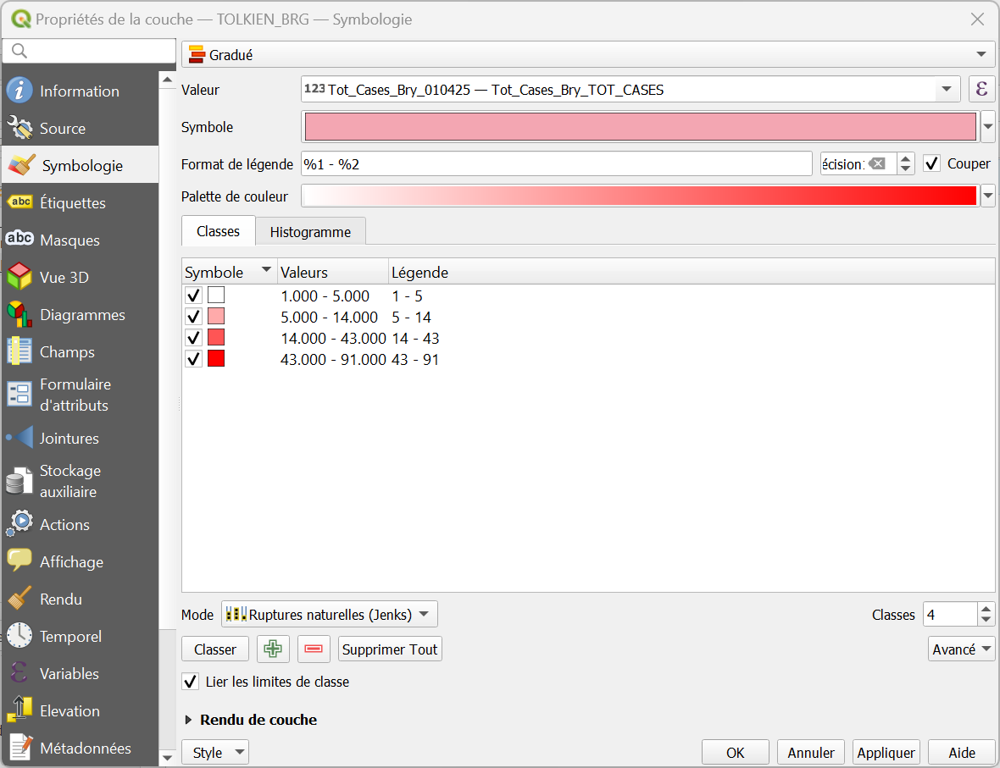 Propriétés de la couche — TOLKIEN_BRG — Symbologie
Information
Source
Symbologie
abc Étiquettes
abc Masques
Vue 3D
Diagrammes
Champs
Formulaire
d'attributs
Jointures
Stockage
auxiliaire
Actions
Affichage
Rendu
Temporel
Variables
Elevation
Métadonnées
Gradué
Valeur 123 Tot_Cases_Bry_010425 — Tot_Cases_Bry_TOT_CASES ε
Symbole
Format de légende %1 - %2 écision: Couper
Palette de couleur
Classes Histogramme
Symbole Valeurs Légende
1.000 - 5.000 1 - 5
5.000 - 14.000 5 - 14
14.000 - 43.000 14 - 43
43.000 - 91.000 43 - 91
Mode Ruptures naturelles (Jenks) Classes 4
Classer Supprimer Tout Avancé
Lier les limites de classe
Rendu de couche
Style OK Annuler Appliquer Aide